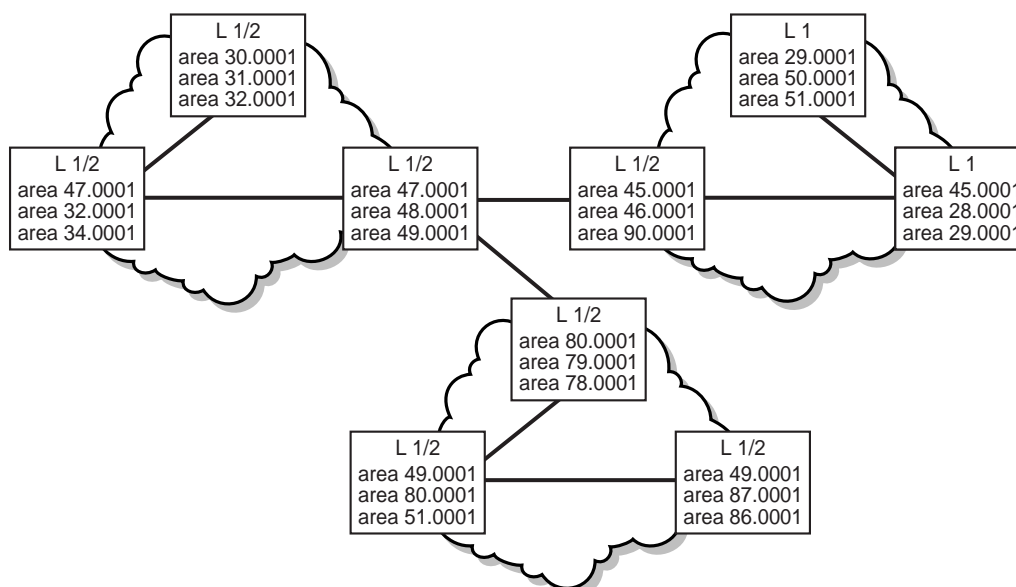 L 1/2
area 30.0001
area 31.0001
area 32.0001
L 1
area 29.0001
area 50.0001
area 51.0001
L 1/2
area 47.0001
area 32.0001
area 34.0001
L 1/2
area 47.0001
area 48.0001
area 49.0001
L 1/2
area 45.0001
area 46.0001
area 90.0001
L 1
area 45.0001
area 28.0001
area 29.0001
L 1/2
area 80.0001
area 79.0001
area 78.0001
L 1/2
area 49.0001
area 80.0001
area 51.0001
L 1/2
area 49.0001
area 87.0001
area 86.0001